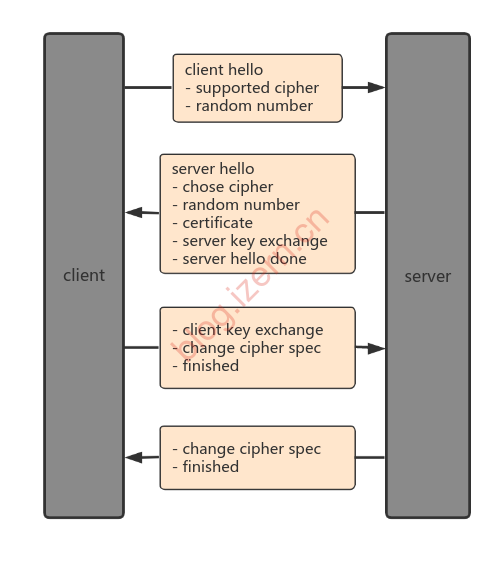 client hello
- supported cipher
- random number
server hello
- chose cipher
- random number
- certificate
- server key exchange
- server hello done
client
server
- client key exchange
- change cipher spec
- finished
- change cipher spec
- finished
blog.izern.cn